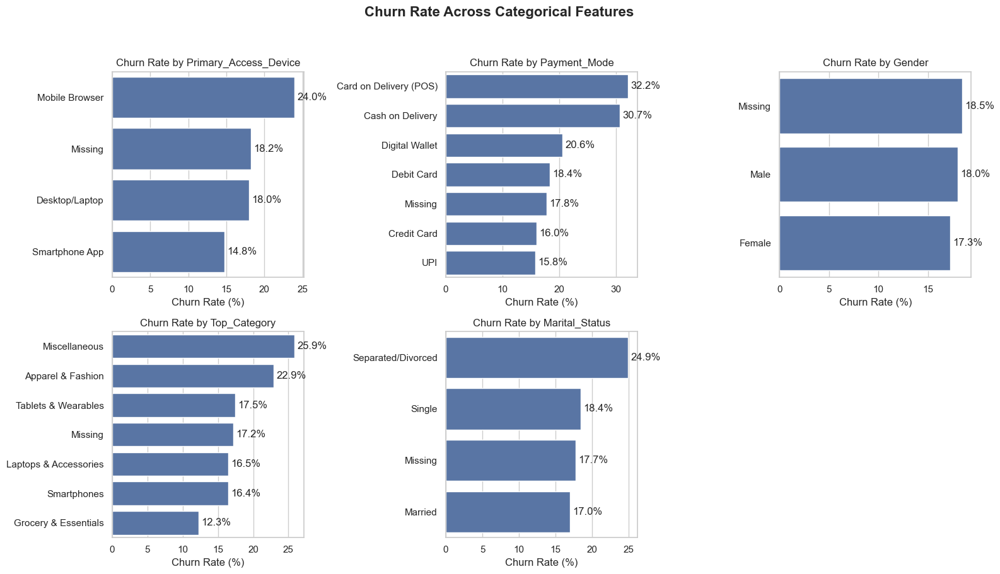 Churn Rate Across Categorical Features
Churn Rate by Primary_Access_Device
Mobile Browser 24.0%
Missing 18.2%
Desktop/Laptop 18.0%
Smartphone App 14.8%
0 5 10 15 20 25
Churn Rate (%)
Churn Rate by Payment_Mode
Card on Delivery (POS) 32.2%
Cash on Delivery 30.7%
Digital Wallet 20.6%
Debit Card 18.4%
Missing 17.8%
Credit Card 16.0%
UPI 15.8%
0 10 20 30
Churn Rate (%)
Churn Rate by Gender
Missing 18.5%
Male 18.0%
Female 17.3%
0 5 10 15
Churn Rate (%)
Churn Rate by Top_Category
Miscellaneous 25.9%
Apparel & Fashion 22.9%
Tablets & Wearables 17.5%
Missing 17.2%
Laptops & Accessories 16.5%
Smartphones 16.4%
Grocery & Essentials 12.3%
0 5 10 15 20 25
Churn Rate (%)
Churn Rate by Marital_Status
Separated/Divorced 24.9%
Single 18.4%
Missing 17.7%
Married 17.0%
0 5 10 15 20 25
Churn Rate (%)